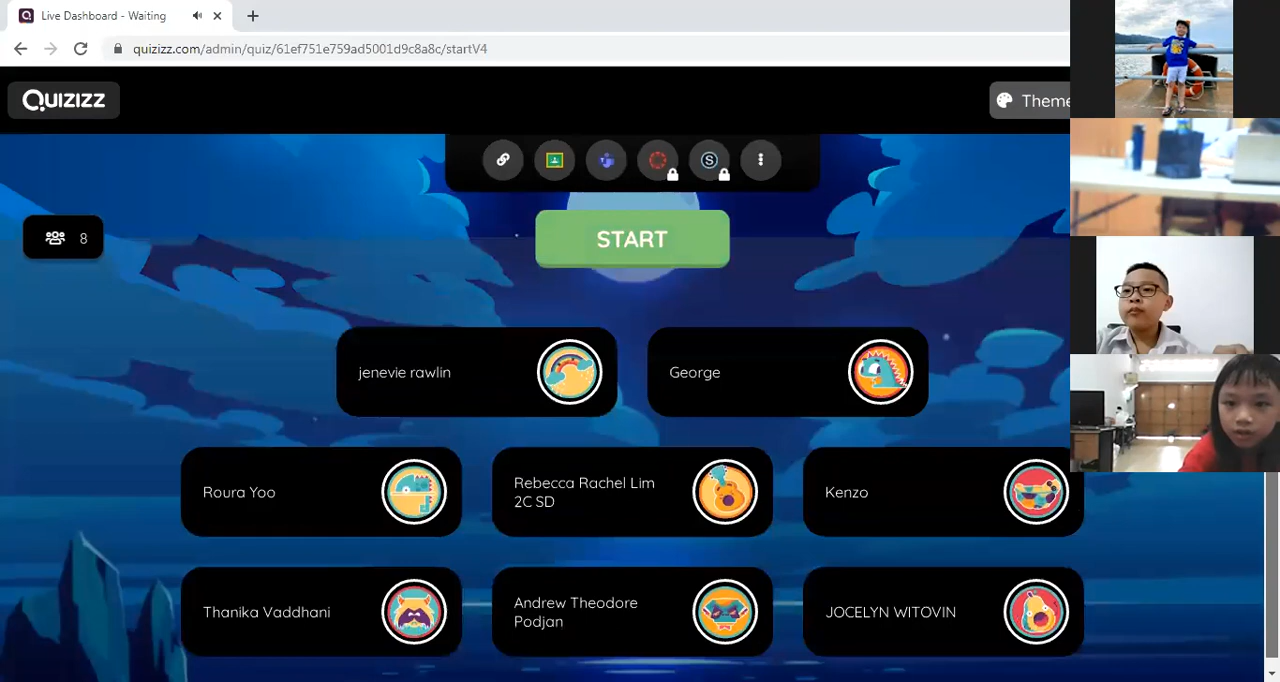 Live Dashboard - Waiting
quizizz.com/admin/quiz/61ef751e759ad5001d9c8a8c/startV4
QUIZIZZ
Theme
S
8
START
jenevie rawlin
George
Roura Yoo
Rebecca Rachel Lim
2C SD
Kenzo
Thanika Vaddhani
Andrew Theodore
Podjan
JOCELYN WITOVIN